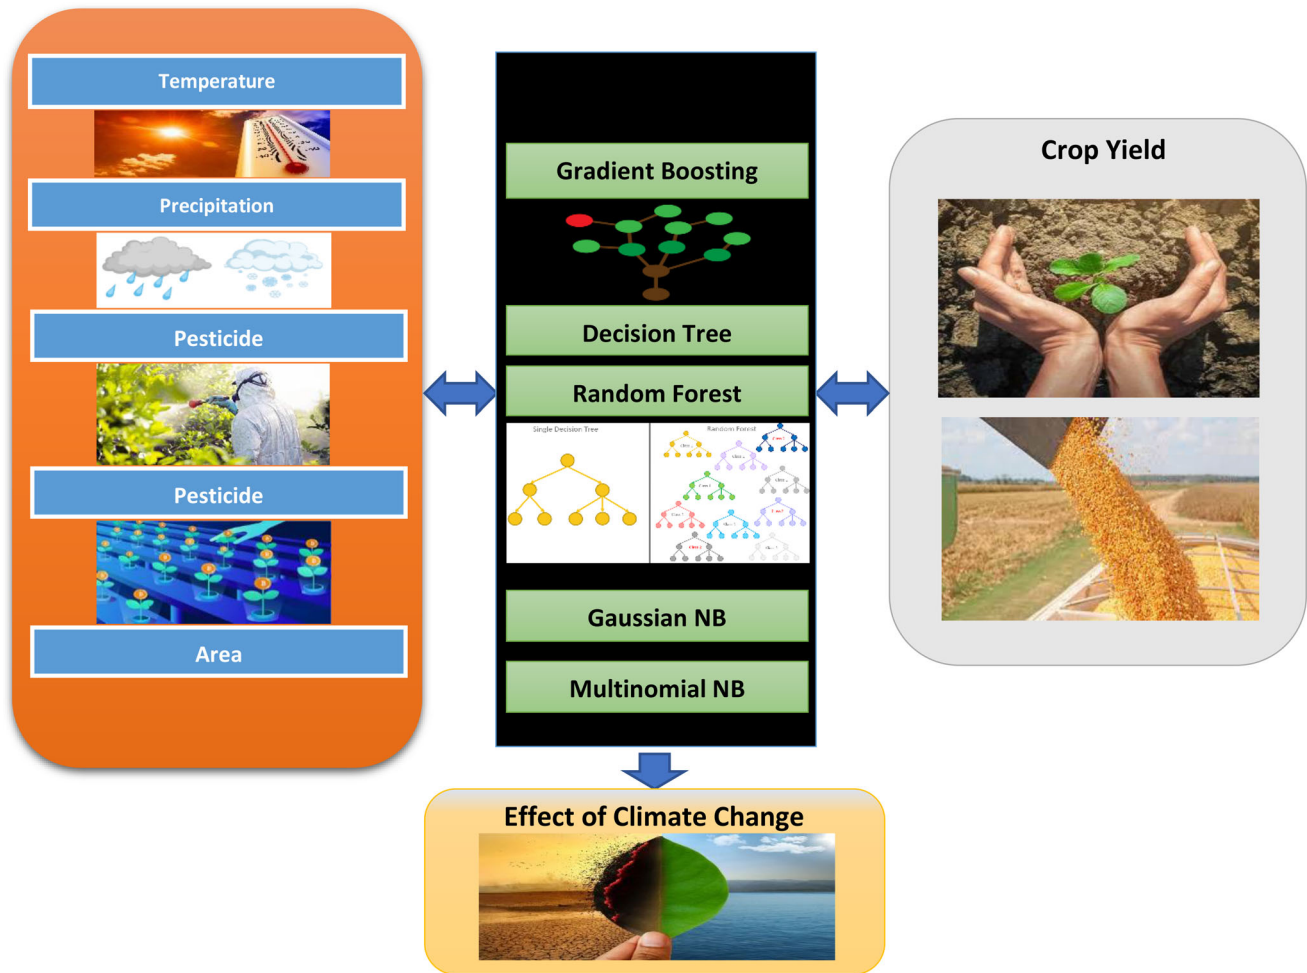 Temperature
Precipitation
Pesticide
Pesticide
Area
Gradient Boosting
Decision Tree
Random Forest
Single Decision Tree
Random Forest
Gaussian NB
Multinomial NB
Crop Yield
Effect of Climate Change